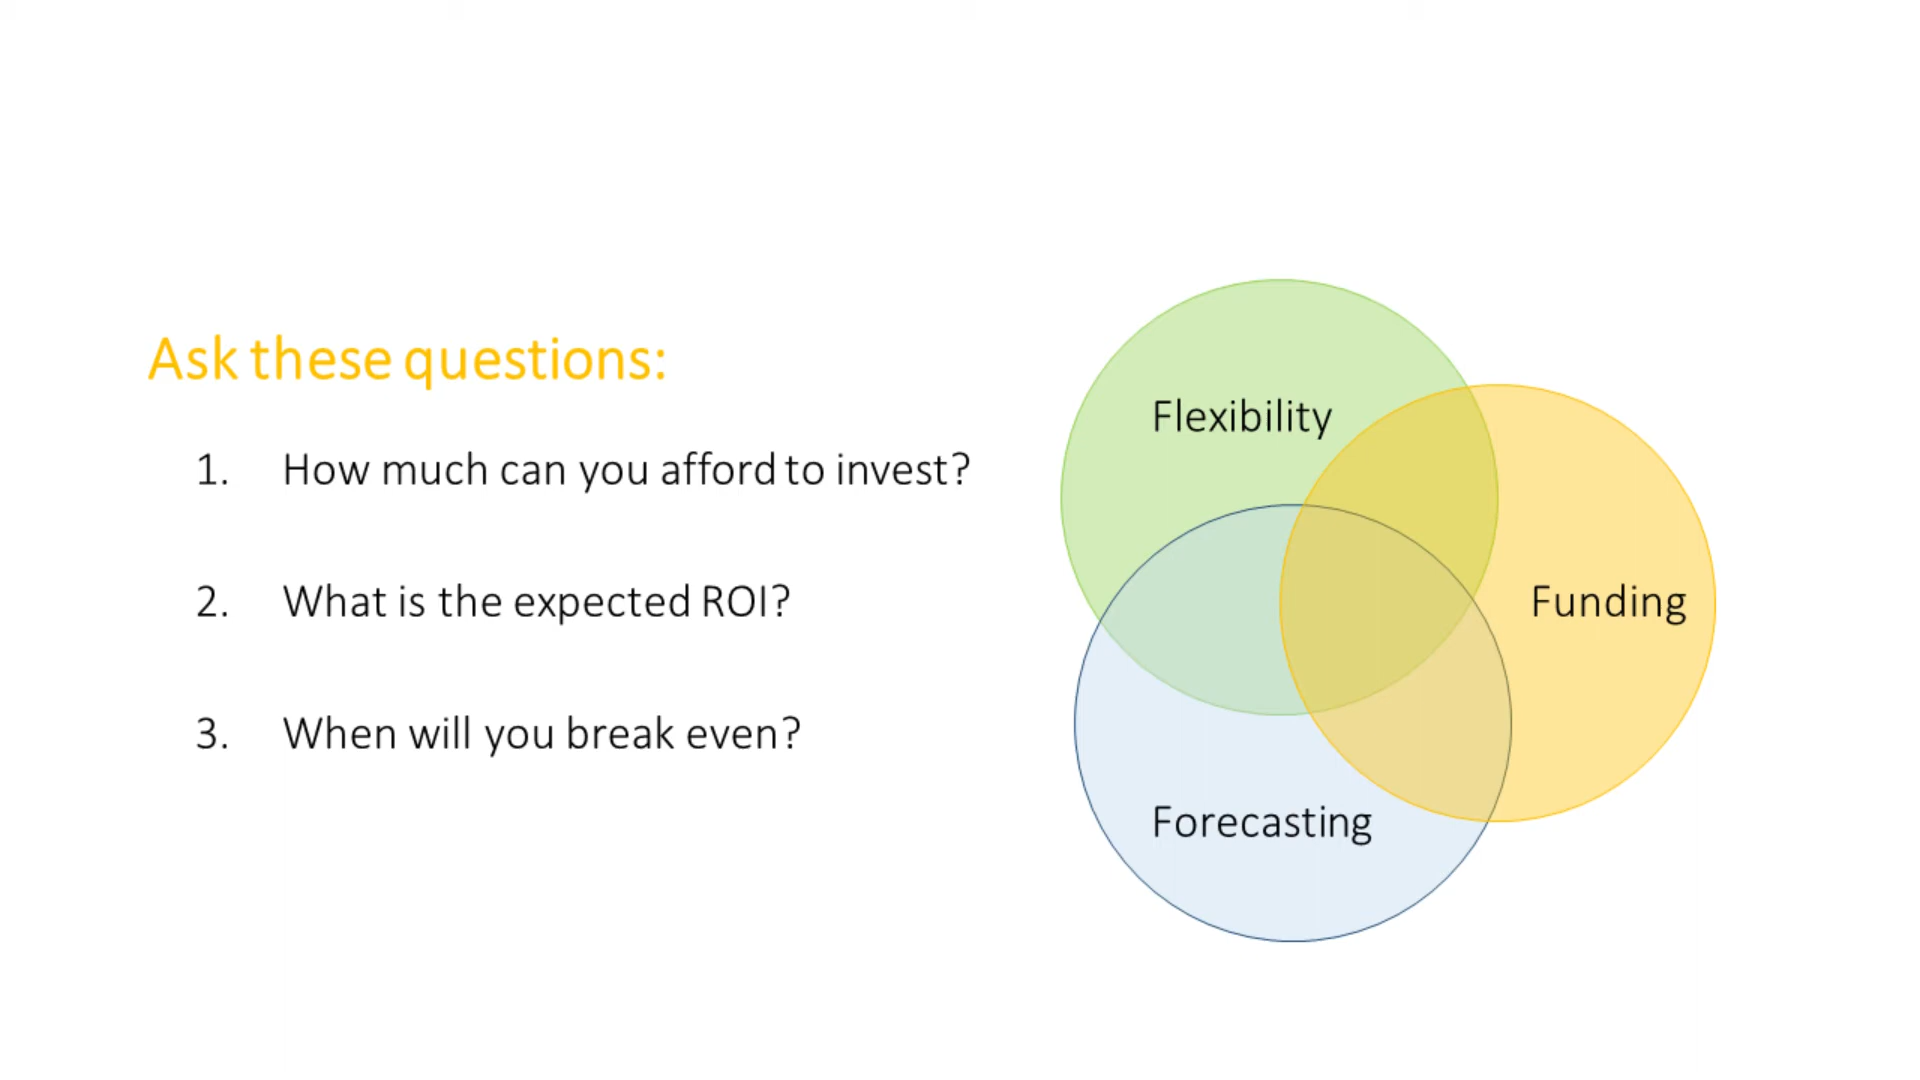 Ask these questions:
1. How much can you afford to invest?
2. What is the expected ROI?
3. When will you break even?
Flexibility
Funding
Forecasting